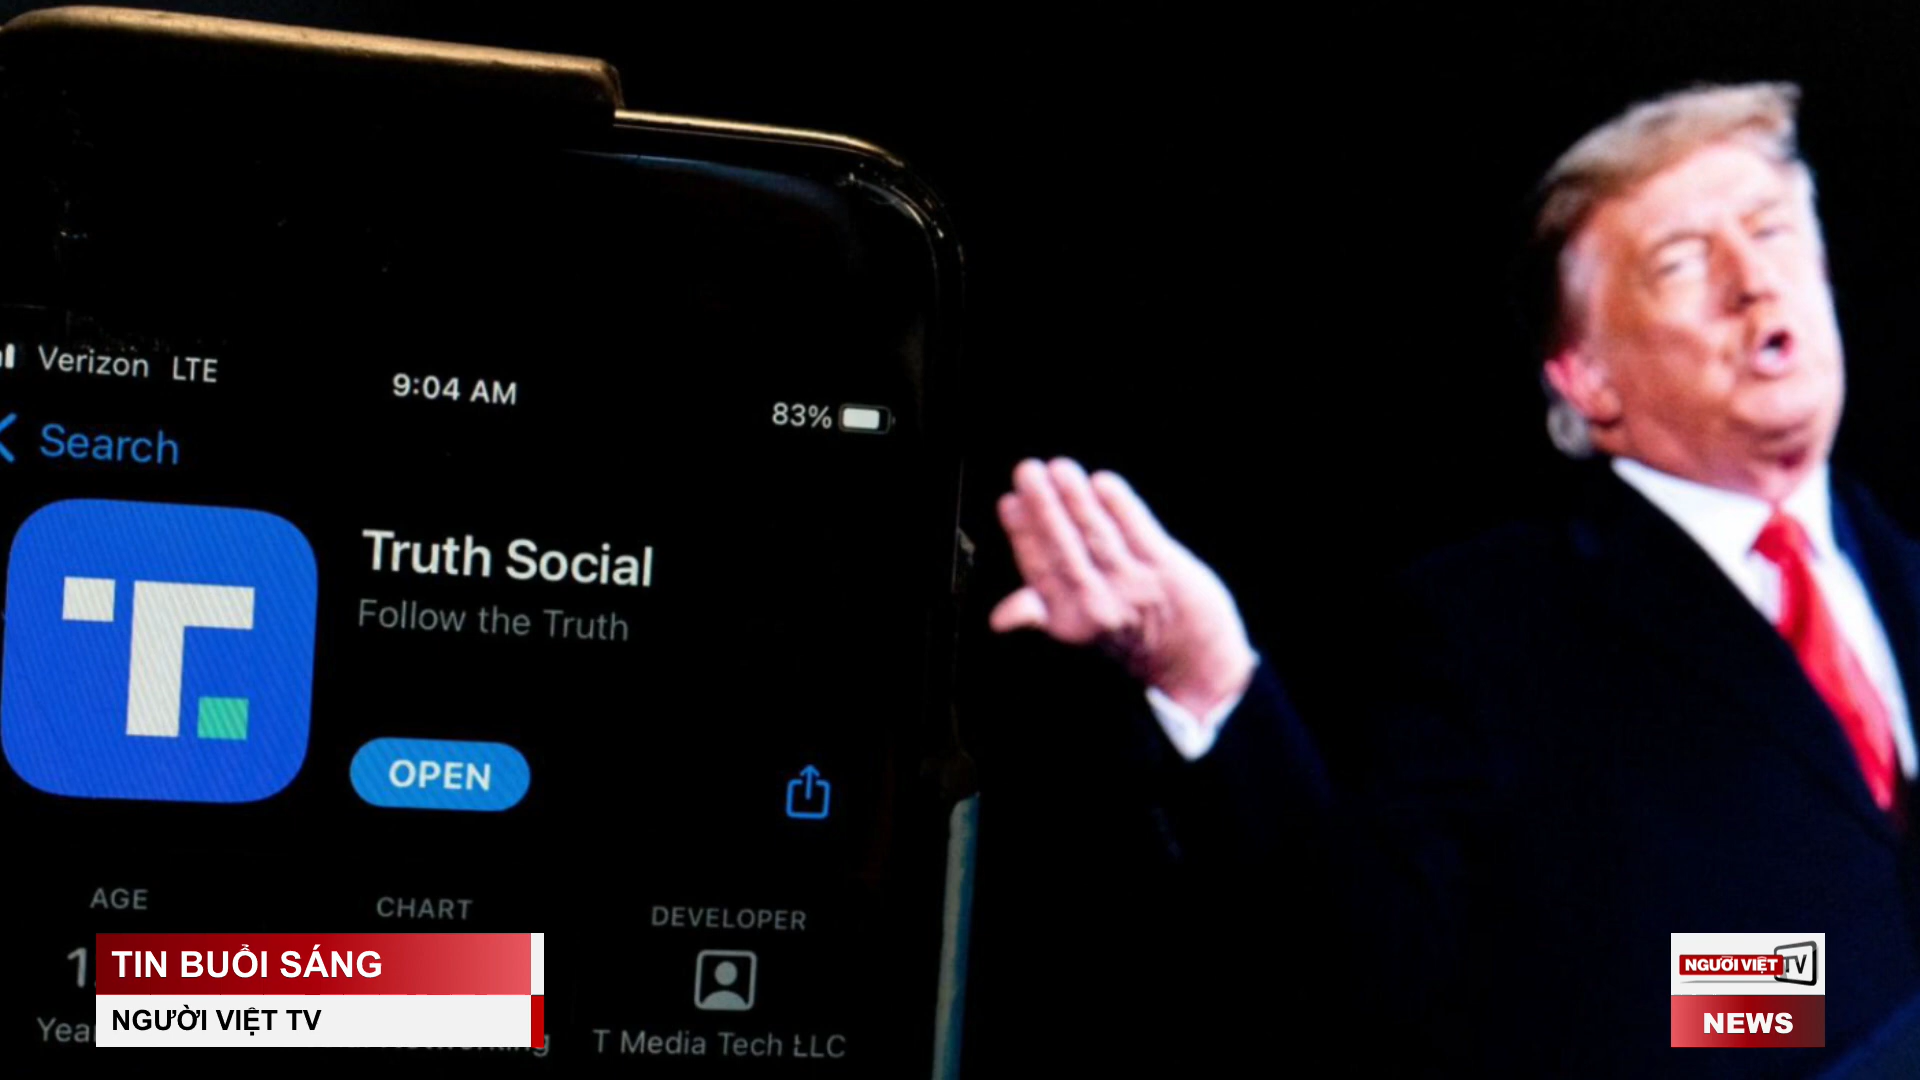 Verizon LTE
9:04 AM
83%
Search
Truth Social
Follow the Truth
OPEN
AGE
CHART
DEVELOPER
T Media Tech LLC
TIN BUỔI SÁNG
NGƯỜI VIỆT TV
NGƯỜI VIỆT TV
NEWS